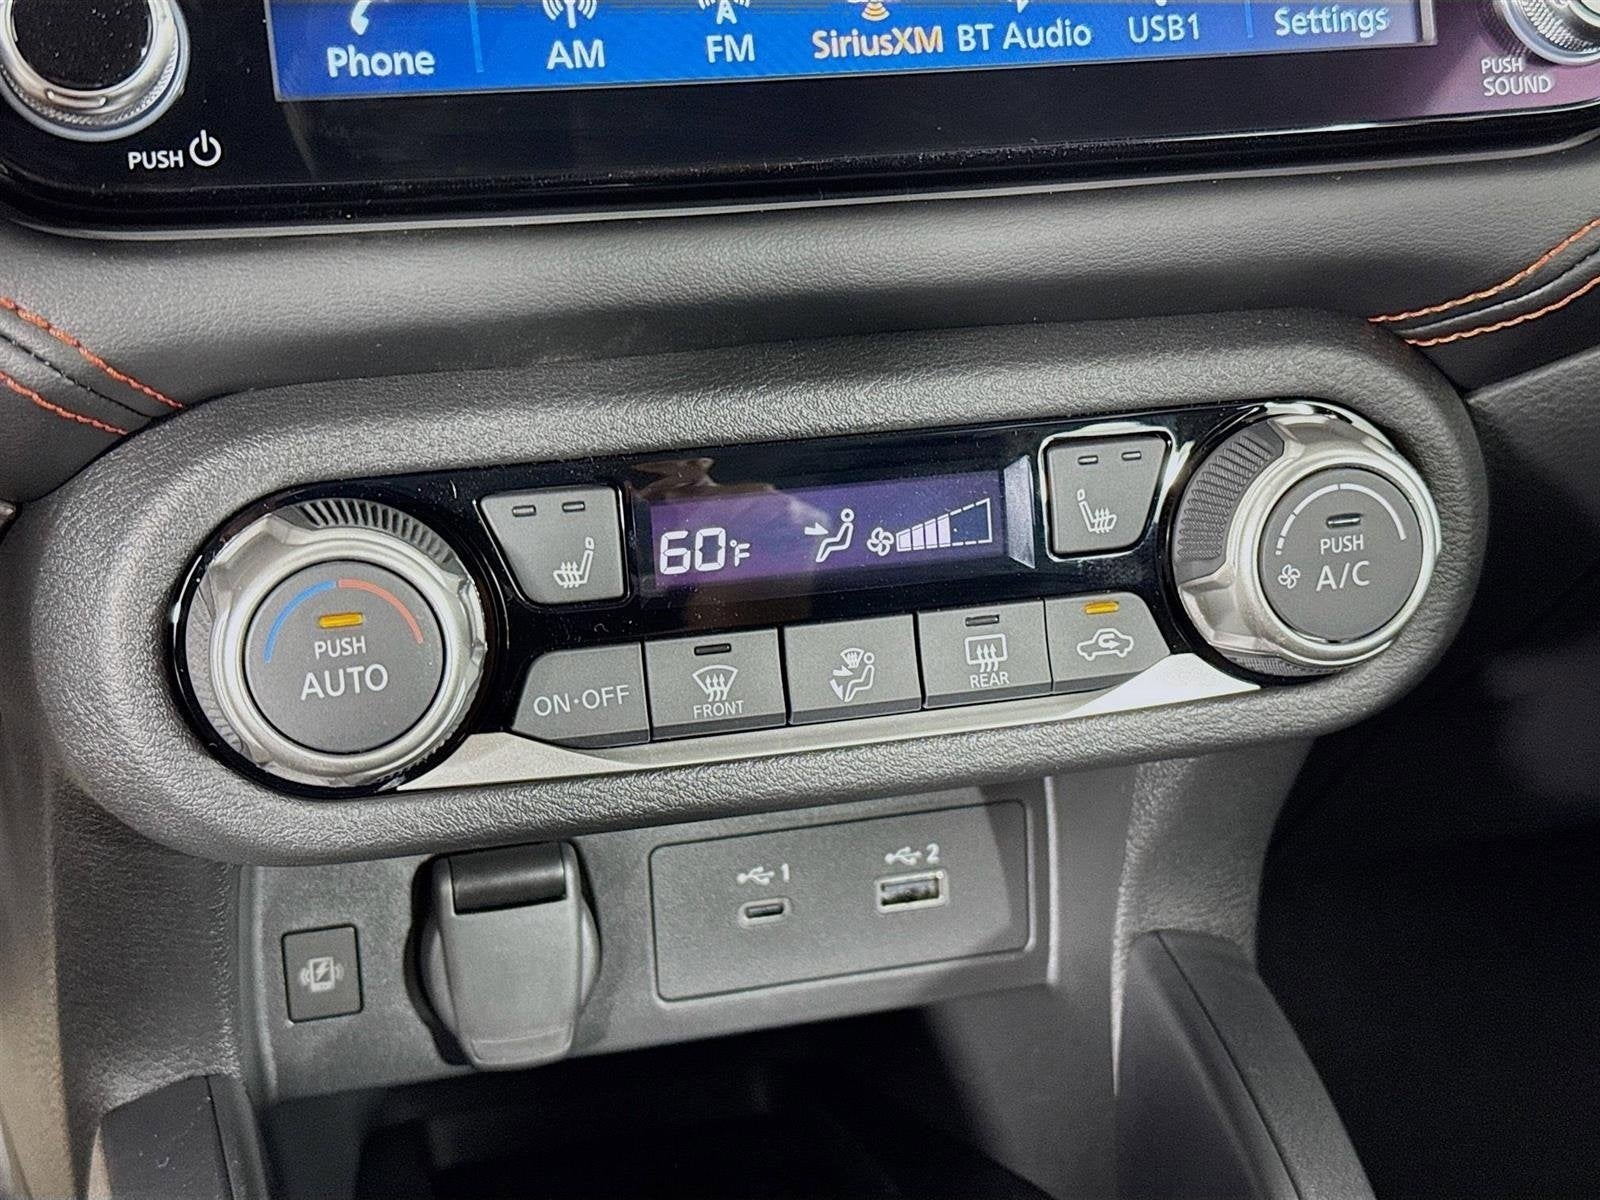 Phone
AM
FM
SiriusXM
BT Audio
USB1
Settings
PUSH
PUSH
SOUND
60°F
PUSH
AUTO
PUSH
A/C
ON·OFF
FRONT
REAR
1
2